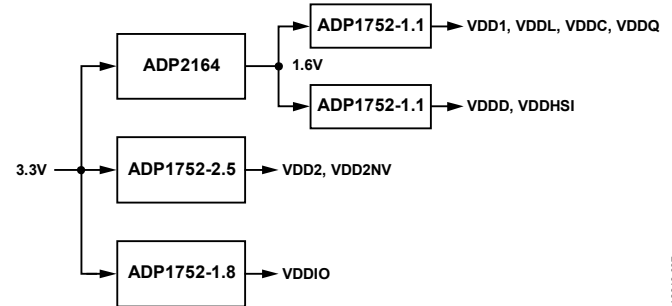 ADP1752-1.1 VDD1, VDDL, VDDC, VDDQ
ADP2164
1.6V
ADP1752-1.1 VDDD, VDDHSI
3.3V ADP1752-2.5 VDD2, VDD2NV
ADP1752-1.8 VDDIO